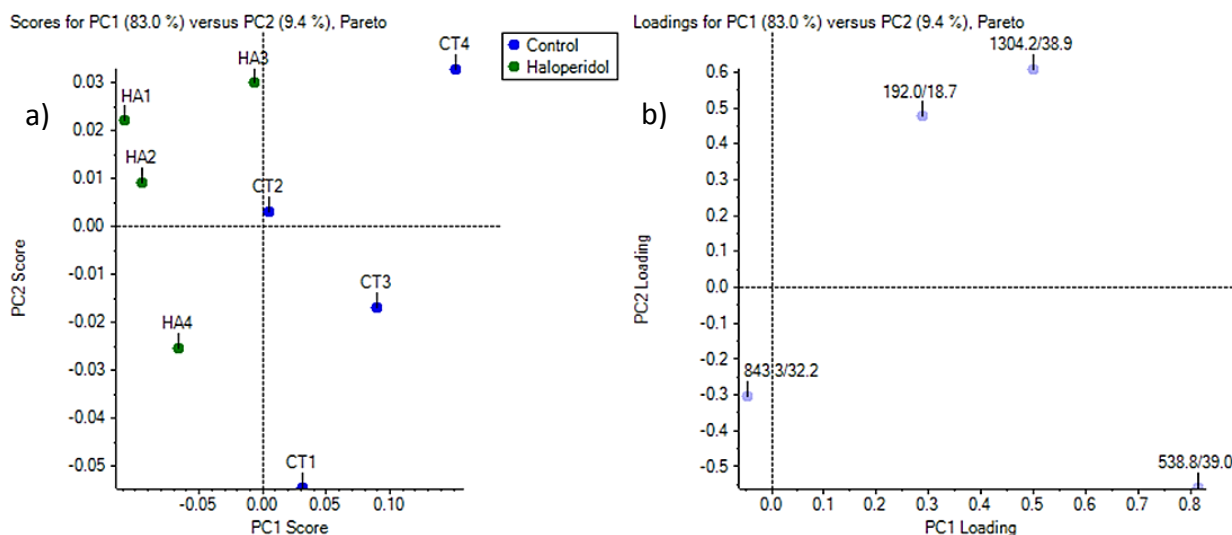 Scores for PC1 (83.0 %) versus PC2 (9.4 %), Pareto
a)
PC2 Score
0.03
0.02
0.01
0.00
-0.01
-0.02
-0.03
-0.04
-0.05
HA1
HA2
HA3
HA4
CT1
CT2
CT3
CT4
Control
Haloperidol
-0.05
0.00
0.05
0.10
PC1 Score
Loadings for PC1 (83.0 %) versus PC2 (9.4 %), Pareto
b)
PC2 Loading
0.6
0.5
0.4
0.3
0.2
0.1
0.0
-0.1
-0.2
-0.3
-0.4
-0.5
1304.2/38.9
192.0/18.7
843.3/32.2
538.8/39.0
0.0
0.1
0.2
0.3
0.4
0.5
0.6
0.7
0.8
PC1 Loading